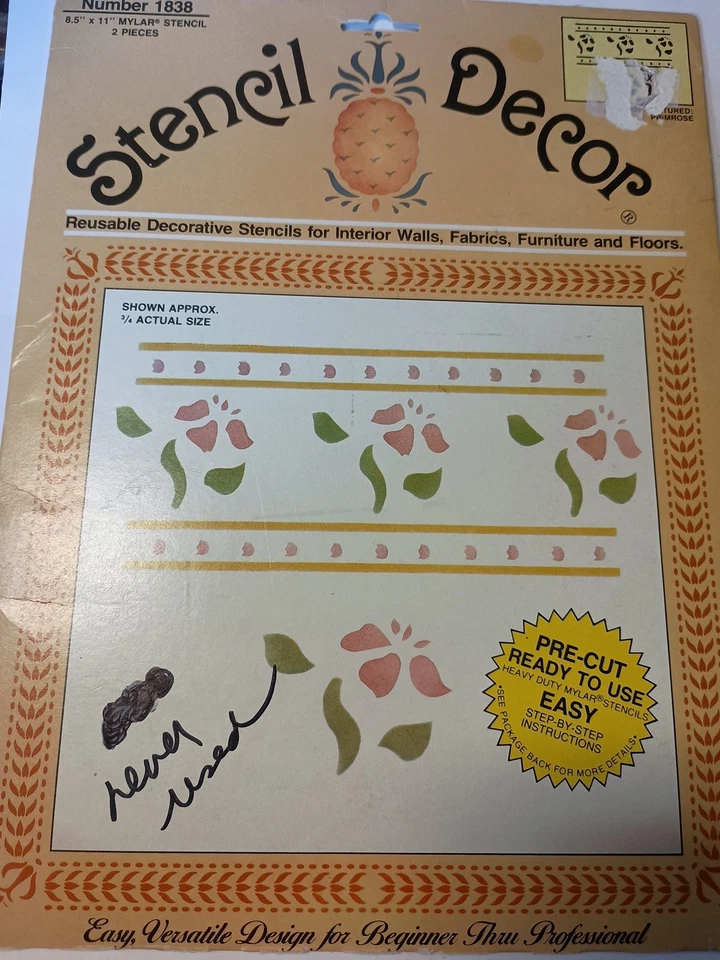 Number 1838
8.5" x 11" MYLAR® STENCIL
2 PIECES
PRIMROSE
Stencil Decor®
Reusable Decorative Stencils for Interior Walls, Fabrics, Furniture and Floors.
SHOWN APPROX.
3/4 ACTUAL SIZE
PRE-CUT
READY TO USE
HEAVY DUTY MYLAR® STENCILS
EASY
STEP-BY-STEP
INSTRUCTIONS
•SEE PACKAGE BACK FOR MORE DETAILS•
never
used
Easy, Versatile Design for Beginner Thru Professional